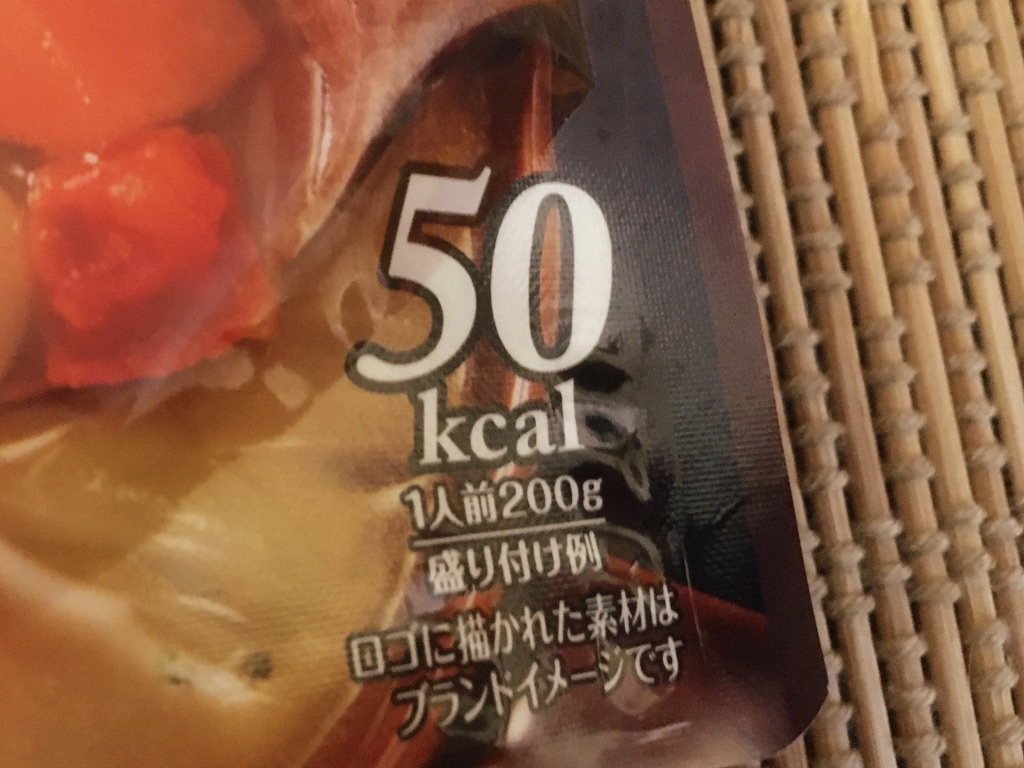 50
kcal
1人前200g
盛り付け例
ロゴに描かれた素材は
ブランドイメージです